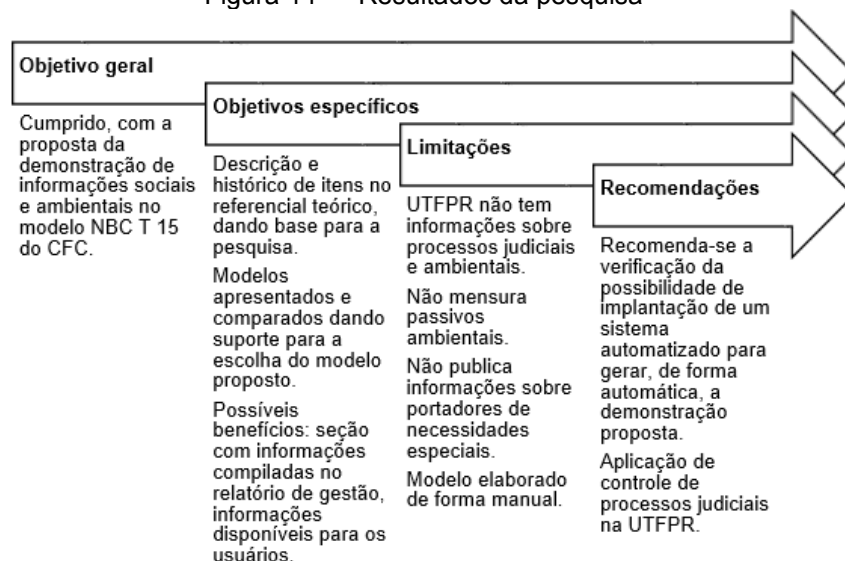 Figura 14 – Resultados da pesquisa
Objetivo geral
Cumprido, com a
proposta da
demonstração de
informações sociais
e ambientais no
modelo NBC T 15
do CFC.
Objetivos específicos
Descrição e
histórico de itens no
referencial teórico,
dando base para a
pesquisa.
Modelos
apresentados e
comparados dando
suporte para a
escolha do modelo
proposto.
Possíveis
benefícios: seção
com informações
compiladas no
relatório de gestão,
informações
disponíveis para os
usuários.
Limitações
UTFPR não tem
informações sobre
processos judiciais
e ambientais.
Não mensura
passivos
ambientais.
Não publica
informações sobre
portadores de
necessidades
especiais.
Modelo elaborado
de forma manual.
Recomendações
Recomenda-se a
verificação da
possibilidade de
implantação de um
sistema
automatizado para
gerar, de forma
automática, a
demonstração
proposta.
Aplicação de
controle de
processos judiciais
na UTFPR.